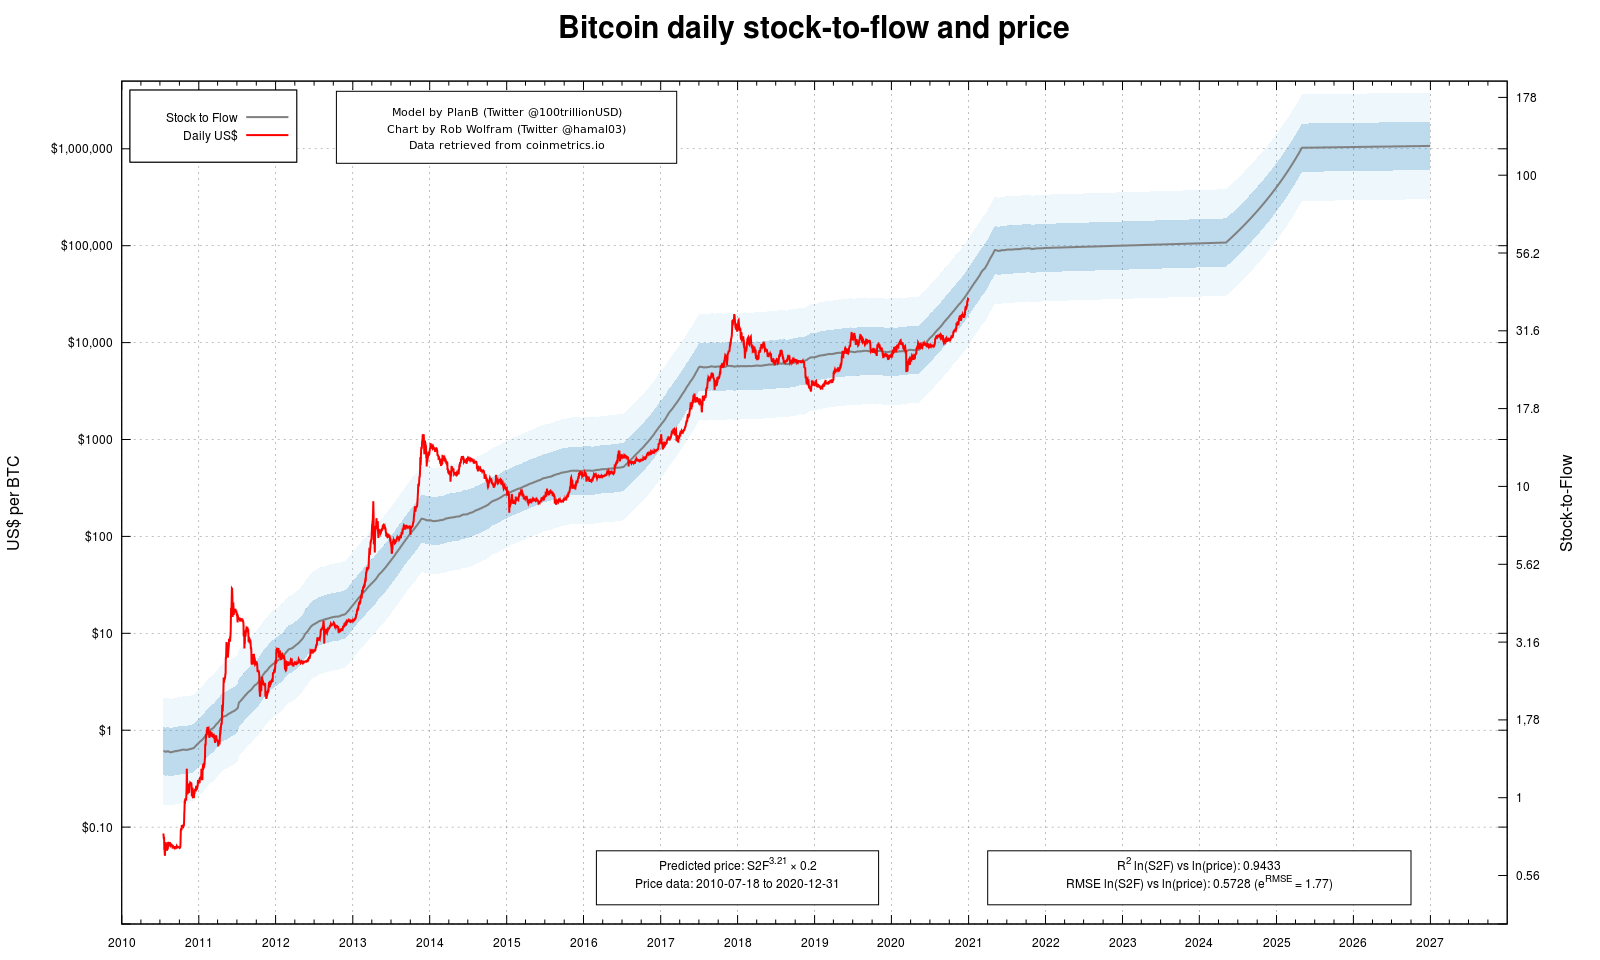 Bitcoin daily stock-to-flow and price
Stock to Flow
Daily US$
Model by PlanB (Twitter @100trillionUSD)
Chart by Rob Wolfram (Twitter @hamal03)
Data retrieved from coinmetrics.io
US$ per BTC
$1,000,000
$100,000
$10,000
$1000
$100
$10
$1
$0.10
178
100
56.2
31.6
17.8
10
5.62
3.16
1,78
1
0.56
Stock-to-Flow
Predicted price: S2F^3.21 × 0.2
Price data: 2010-07-18 to 2020-12-31
R^2 ln(S2F) vs ln(price): 0.9433
RMSE ln(S2F) vs ln(price): 0.5728 (e^RMSE = 1.77)
2010 2011 2012 2013 2014 2015 2016 2017 2018 2019 2020 2021 2022 2023 2024 2025 2026 2027